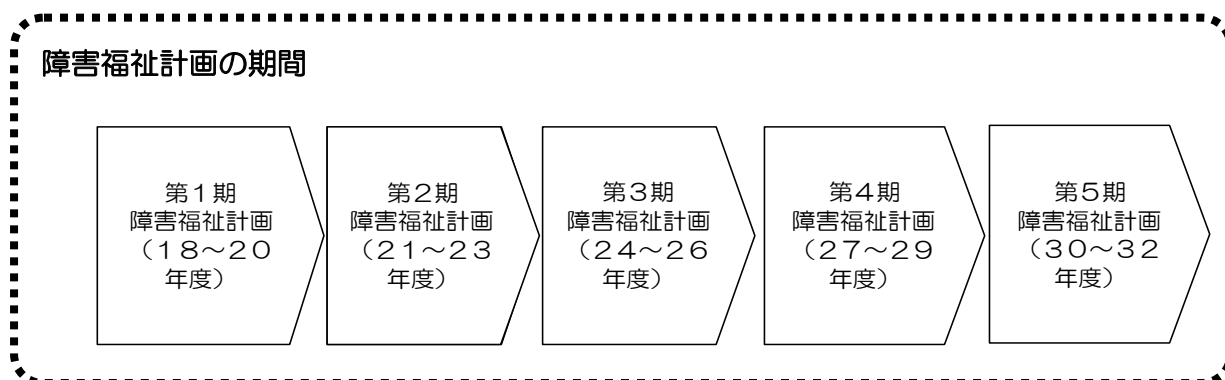 障害福祉計画の期間
第１期
障害福祉計画
（１８～２０
年度）
第２期
障害福祉計画
（２１～２３
年度）
第３期
障害福祉計画
（２４～２６
年度）
第４期
障害福祉計画
（２７～２９
年度）
第５期
障害福祉計画
（３０～３２
年度）